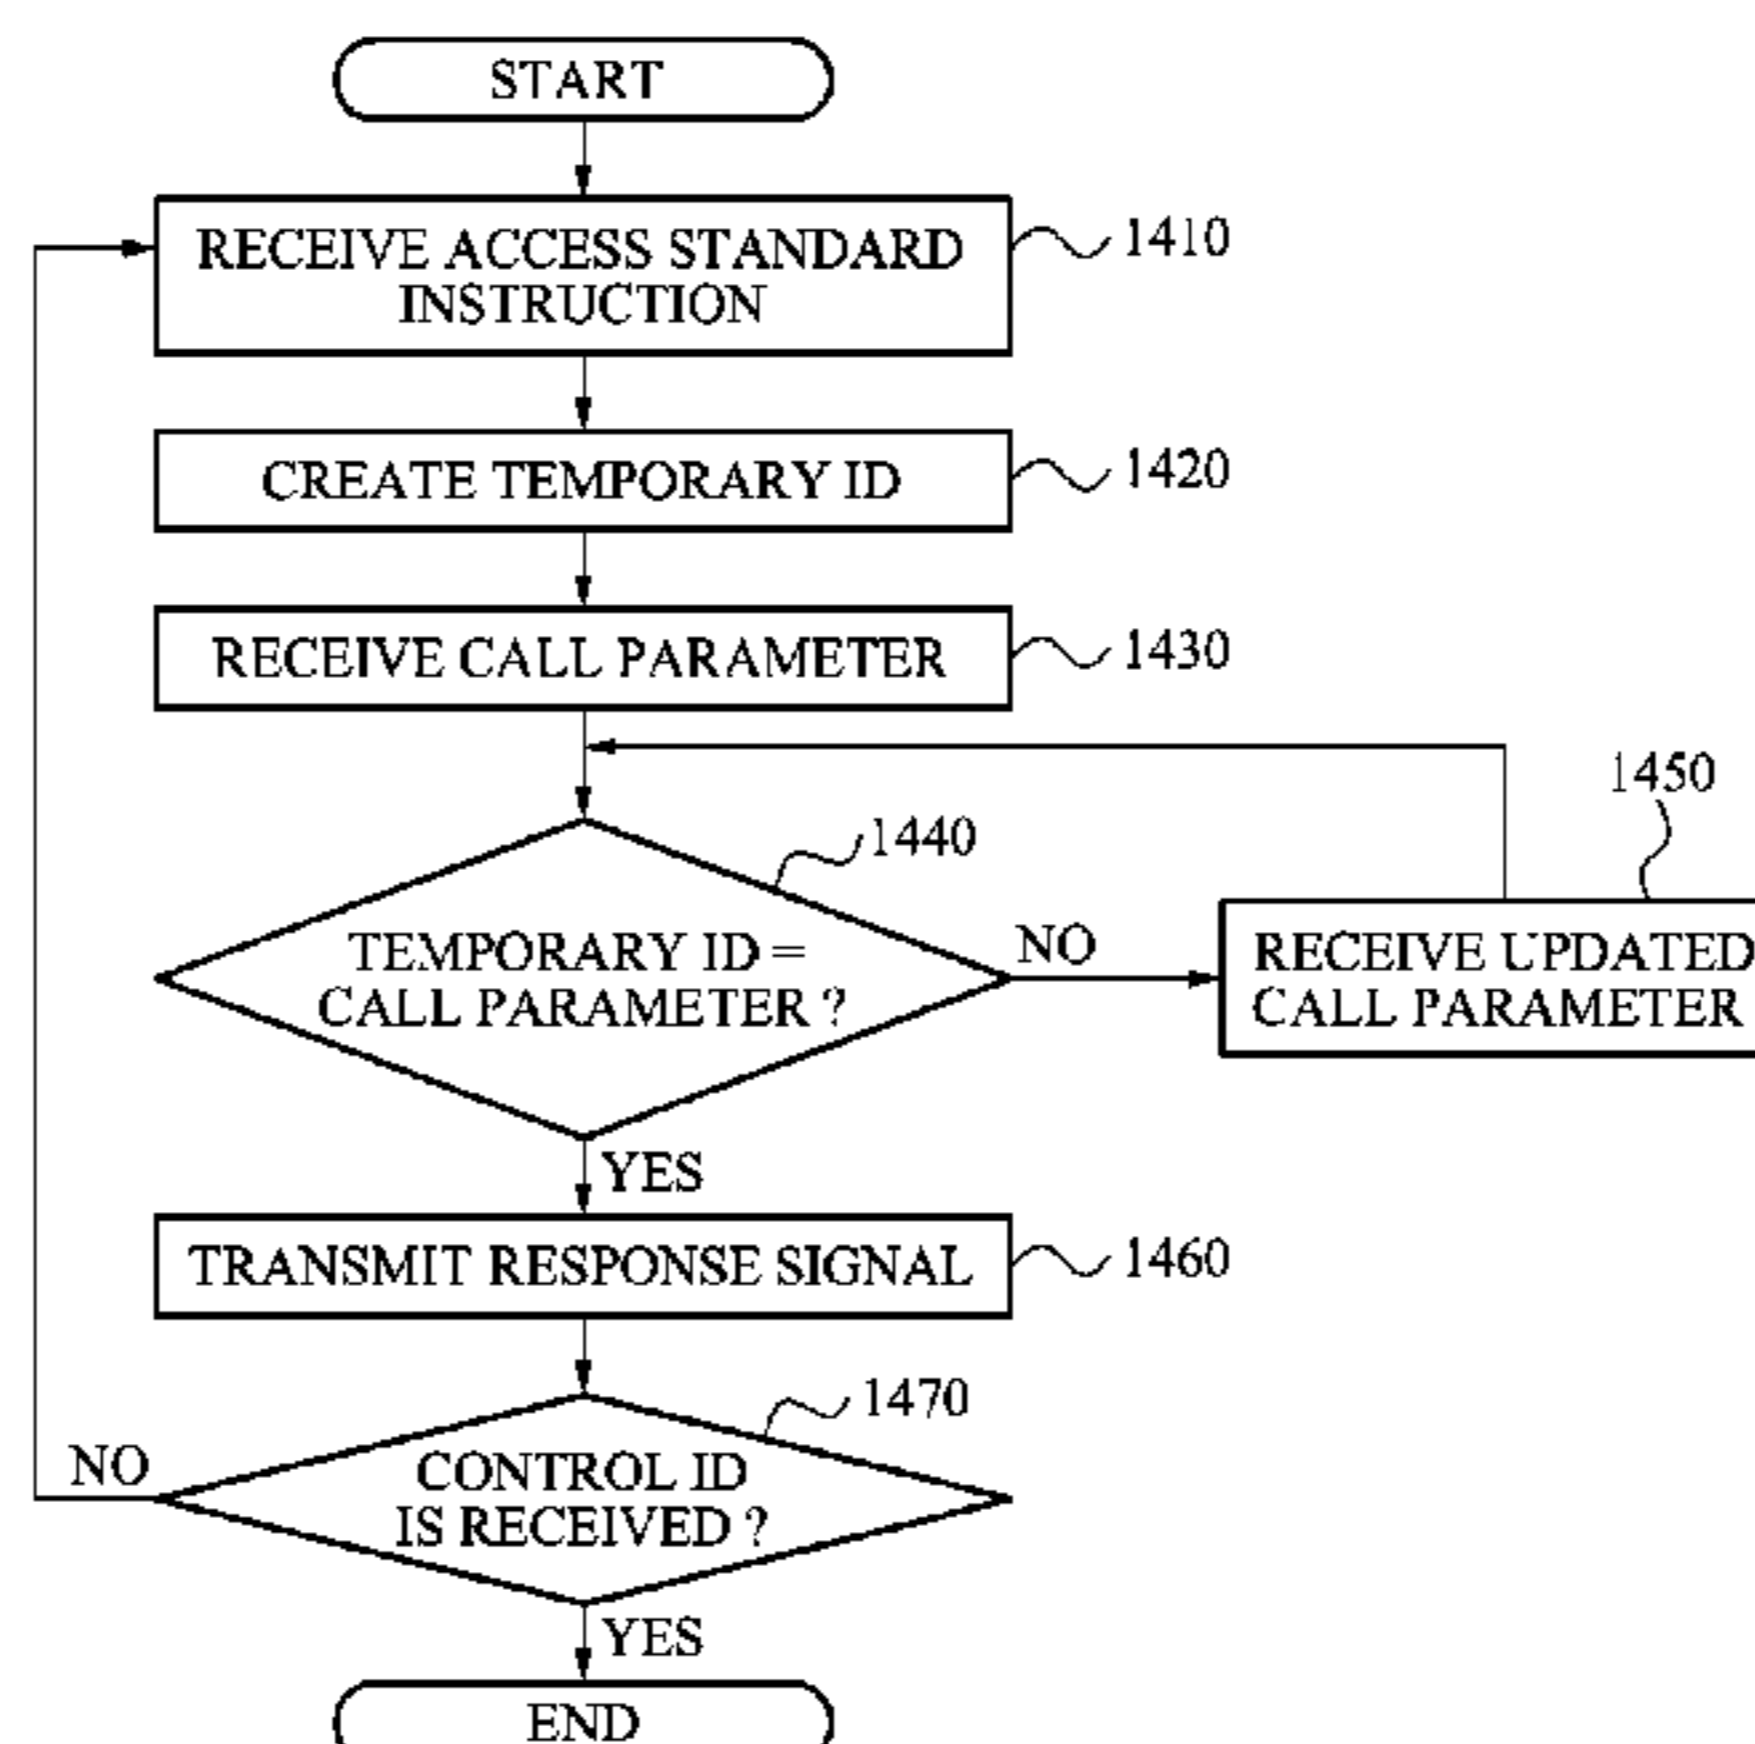 START
RECEIVE ACCESS STANDARD
INSTRUCTION
1410
CREATE TEMPORARY ID
1420
RECEIVE CALL PARAMETER
1430
1440
TEMPORARY ID =
CALL PARAMETER ?
NO
1450
RECEIVE UPDATED
CALL PARAMETER
YES
TRANSMIT RESPONSE SIGNAL
1460
1470
CONTROL ID
IS RECEIVED ?
NO
YES
END